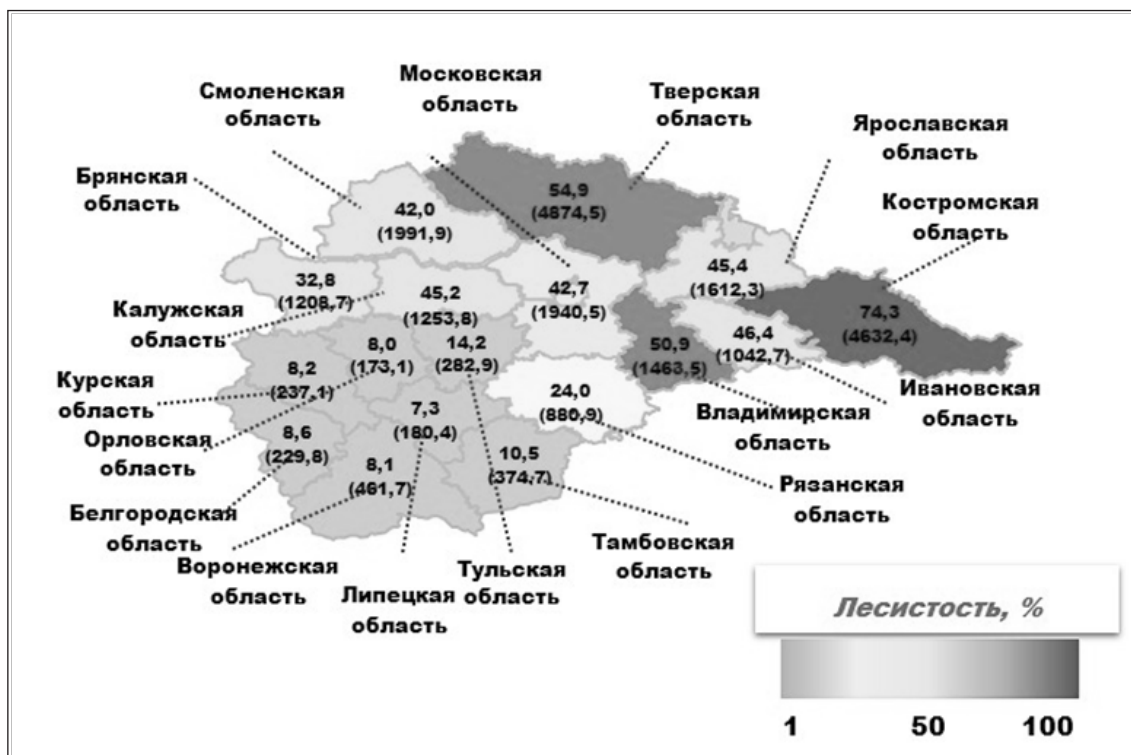 Московская
область
Смоленская
область
Тверская
область
Ярославская
область
Брянская
область
Костромская
область
54,9
(4874,5)
42,0
(1991,9)
45,4
(1612,3)
32,8
(1208,7)
45,2
(1253,8)
42,7
(1940,5)
74,3
(4632,4)
Калужская
область
46,4
(1042,7)
50,9
(1463,5)
8,0
(173,1)
14,2
(282,9)
8,2
(237,1)
Курская
область
24,0
(880,9)
Ивановская
область
Владимирская
область
7,3
(180,4)
Орловская
область
8,6
(229,8)
8,1
(461,7)
10,5
(374,7)
Рязанская
область
Белгородская
область
Тамбовская
область
Воронежская
область
Тульская
область
Липецкая
область
Лесистость, %
1 50 100